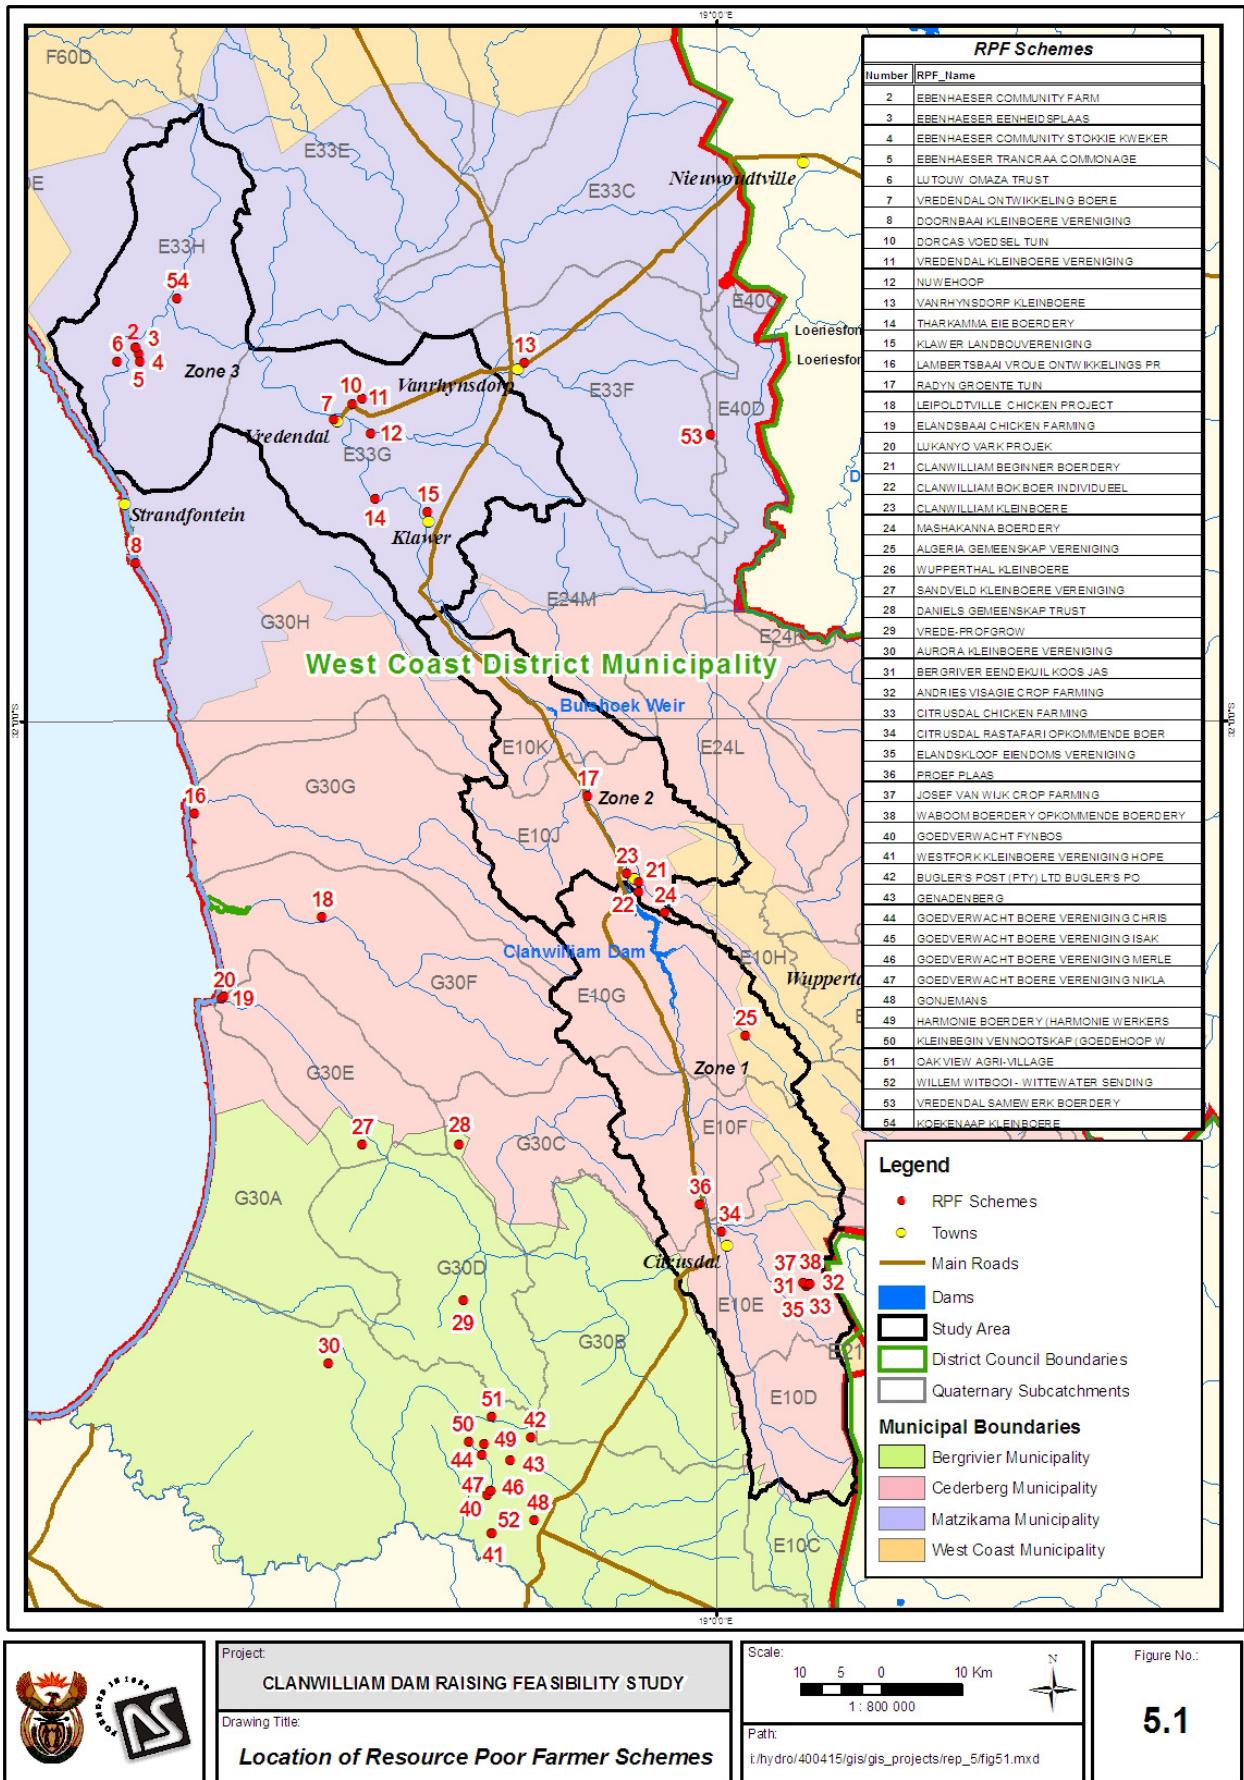 19°00'E
F60D
E33E
E33C
Nieuwoudtville
E33H
54
E40C
Loeriesfon
Loeriesfon
2
3
6
4
5
Zone 3
13
Vanrhynsdorp
10
11
7
Vredendal
12
E33G
E33F
E40D
53
14
15
Klawer
Strandfontein
8
G30H
E24M
E24K
West Coast District Municipality
Bulshoek Weir
E10K
E24L
G30G
16
17
Zone 2
E10J
23
21
22
24
18
Clanwilliam Dam
E10H
Wupperta
G30F
E10G
20
19
25
G30E
Zone 1
27
28
G30C
E10F
G30A
36
34
Citrusdal
G30D
37 38
31
32
35 33
E10E
29
G30B
30
E21
E10D
51
50
42
49
44
43
47
46
40
48
52
41
E10C
19°00'E
RPF Schemes
Number RPF_Name
2 EBENHAESER COMMUNITY FARM
3 EBENHAESER EENHEIDSPLAAS
4 EBENHAESER COMMUNITY STOKKIE KWEKER
5 EBENHAESER TRANCRAA COMMONAGE
6 LUTOUW OMAZA TRUST
7 VREDENDAL ONTWIKKELING BOERE
8 DOORNBAAI KLEINBOERE VERENIGING
10 DORCAS VOEDSEL TUIN
11 VREDENDAL KLEINBOERE VERENIGING
12 NUWEHOOP
13 VANRHYNSDORP KLEINBOERE
14 THARKAMMA EIE BOERDERY
15 KLAWER LANDBOUVERENIGING
16 LAMBERTSBAAI VROUE ONTWIKKELINGS PR
17 RADYN GROENTE TUIN
18 LEIPOLDTVILLE CHICKEN PROJECT
19 ELANDSBAAI CHICKEN FARMING
20 LUKANYO VARK PROJEK
21 CLANWILLIAM BEGINNER BOERDERY
22 CLANWILLIAM BOK BOER INDIVIDUEEL
23 CLANWILLIAM KLEINBOERE
24 MASHAKANNA BOERDERY
25 ALGERIA GEMEENSKAP VERENIGING
26 WUPPERTHAL KLEINBOERE
27 SANDVELD KLEINBOERE VERENIGING
28 DANIELS GEMEENSKAP TRUST
29 VREDE-PROFGROW
30 AURORA KLEINBOERE VERENIGING
31 BERGRIVER EENDEKUIL KOOS JAS
32 ANDRIES VISAGIE CROP FARMING
33 CITRUSDAL CHICKEN FARMING
34 CITRUSDAL RASTAFARI OPKOMMENDE BOER
35 ELANDSKLOOF EIENDOMS VERENIGING
36 PROEF PLAAS
37 JOSEF VAN WIJK CROP FARMING
38 WABOOM BOERDERY OPKOMMENDE BOERDERY
40 GOEDVERWACHT FYNBOS
41 WESTFORK KLEINBOERE VERENIGING HOPE
42 BUGLER'S POST (PTY) LTD BUGLER'S PO
43 GENADENBERG
44 GOEDVERWACHT BOERE VERENIGING CHRIS
45 GOEDVERWACHT BOERE VERENIGING ISAK
46 GOEDVERWACHT BOERE VERENIGING MERLE
47 GOEDVERWACHT BOERE VERENIGING NIKLA
48 GONJEMANS
49 HARMONIE BOERDERY (HARMONIE WERKERS
50 KLEINBEGIN VENNOOTSKAP (GOEDEHOOP W
51 OAKVIEW AGRI-VILLAGE
52 WILLEM WITBOOI - WITTEWATER SENDING
53 VREDENDAL SAMEWERK BOERDERY
54 KOEKENAAP KLEINBOERE
Legend
RPF Schemes
Towns
Main Roads
Dams
Study Area
District Council Boundaries
Quaternary Subcatchments
Municipal Boundaries
Bergrivier Municipality
Cederberg Municipality
Matzikama Municipality
West Coast Municipality
Project:
CLANWILLIAM DAM RAISING FEASIBILITY STUDY
Drawing Title:
Location of Resource Poor Farmer Schemes
Scale:
10 5 0 10 Km
1 : 800 000
N
Path:
i:/hydro/400415/gis/gis_projects/rep_5/fig51.mxd
Figure No.:
5.1